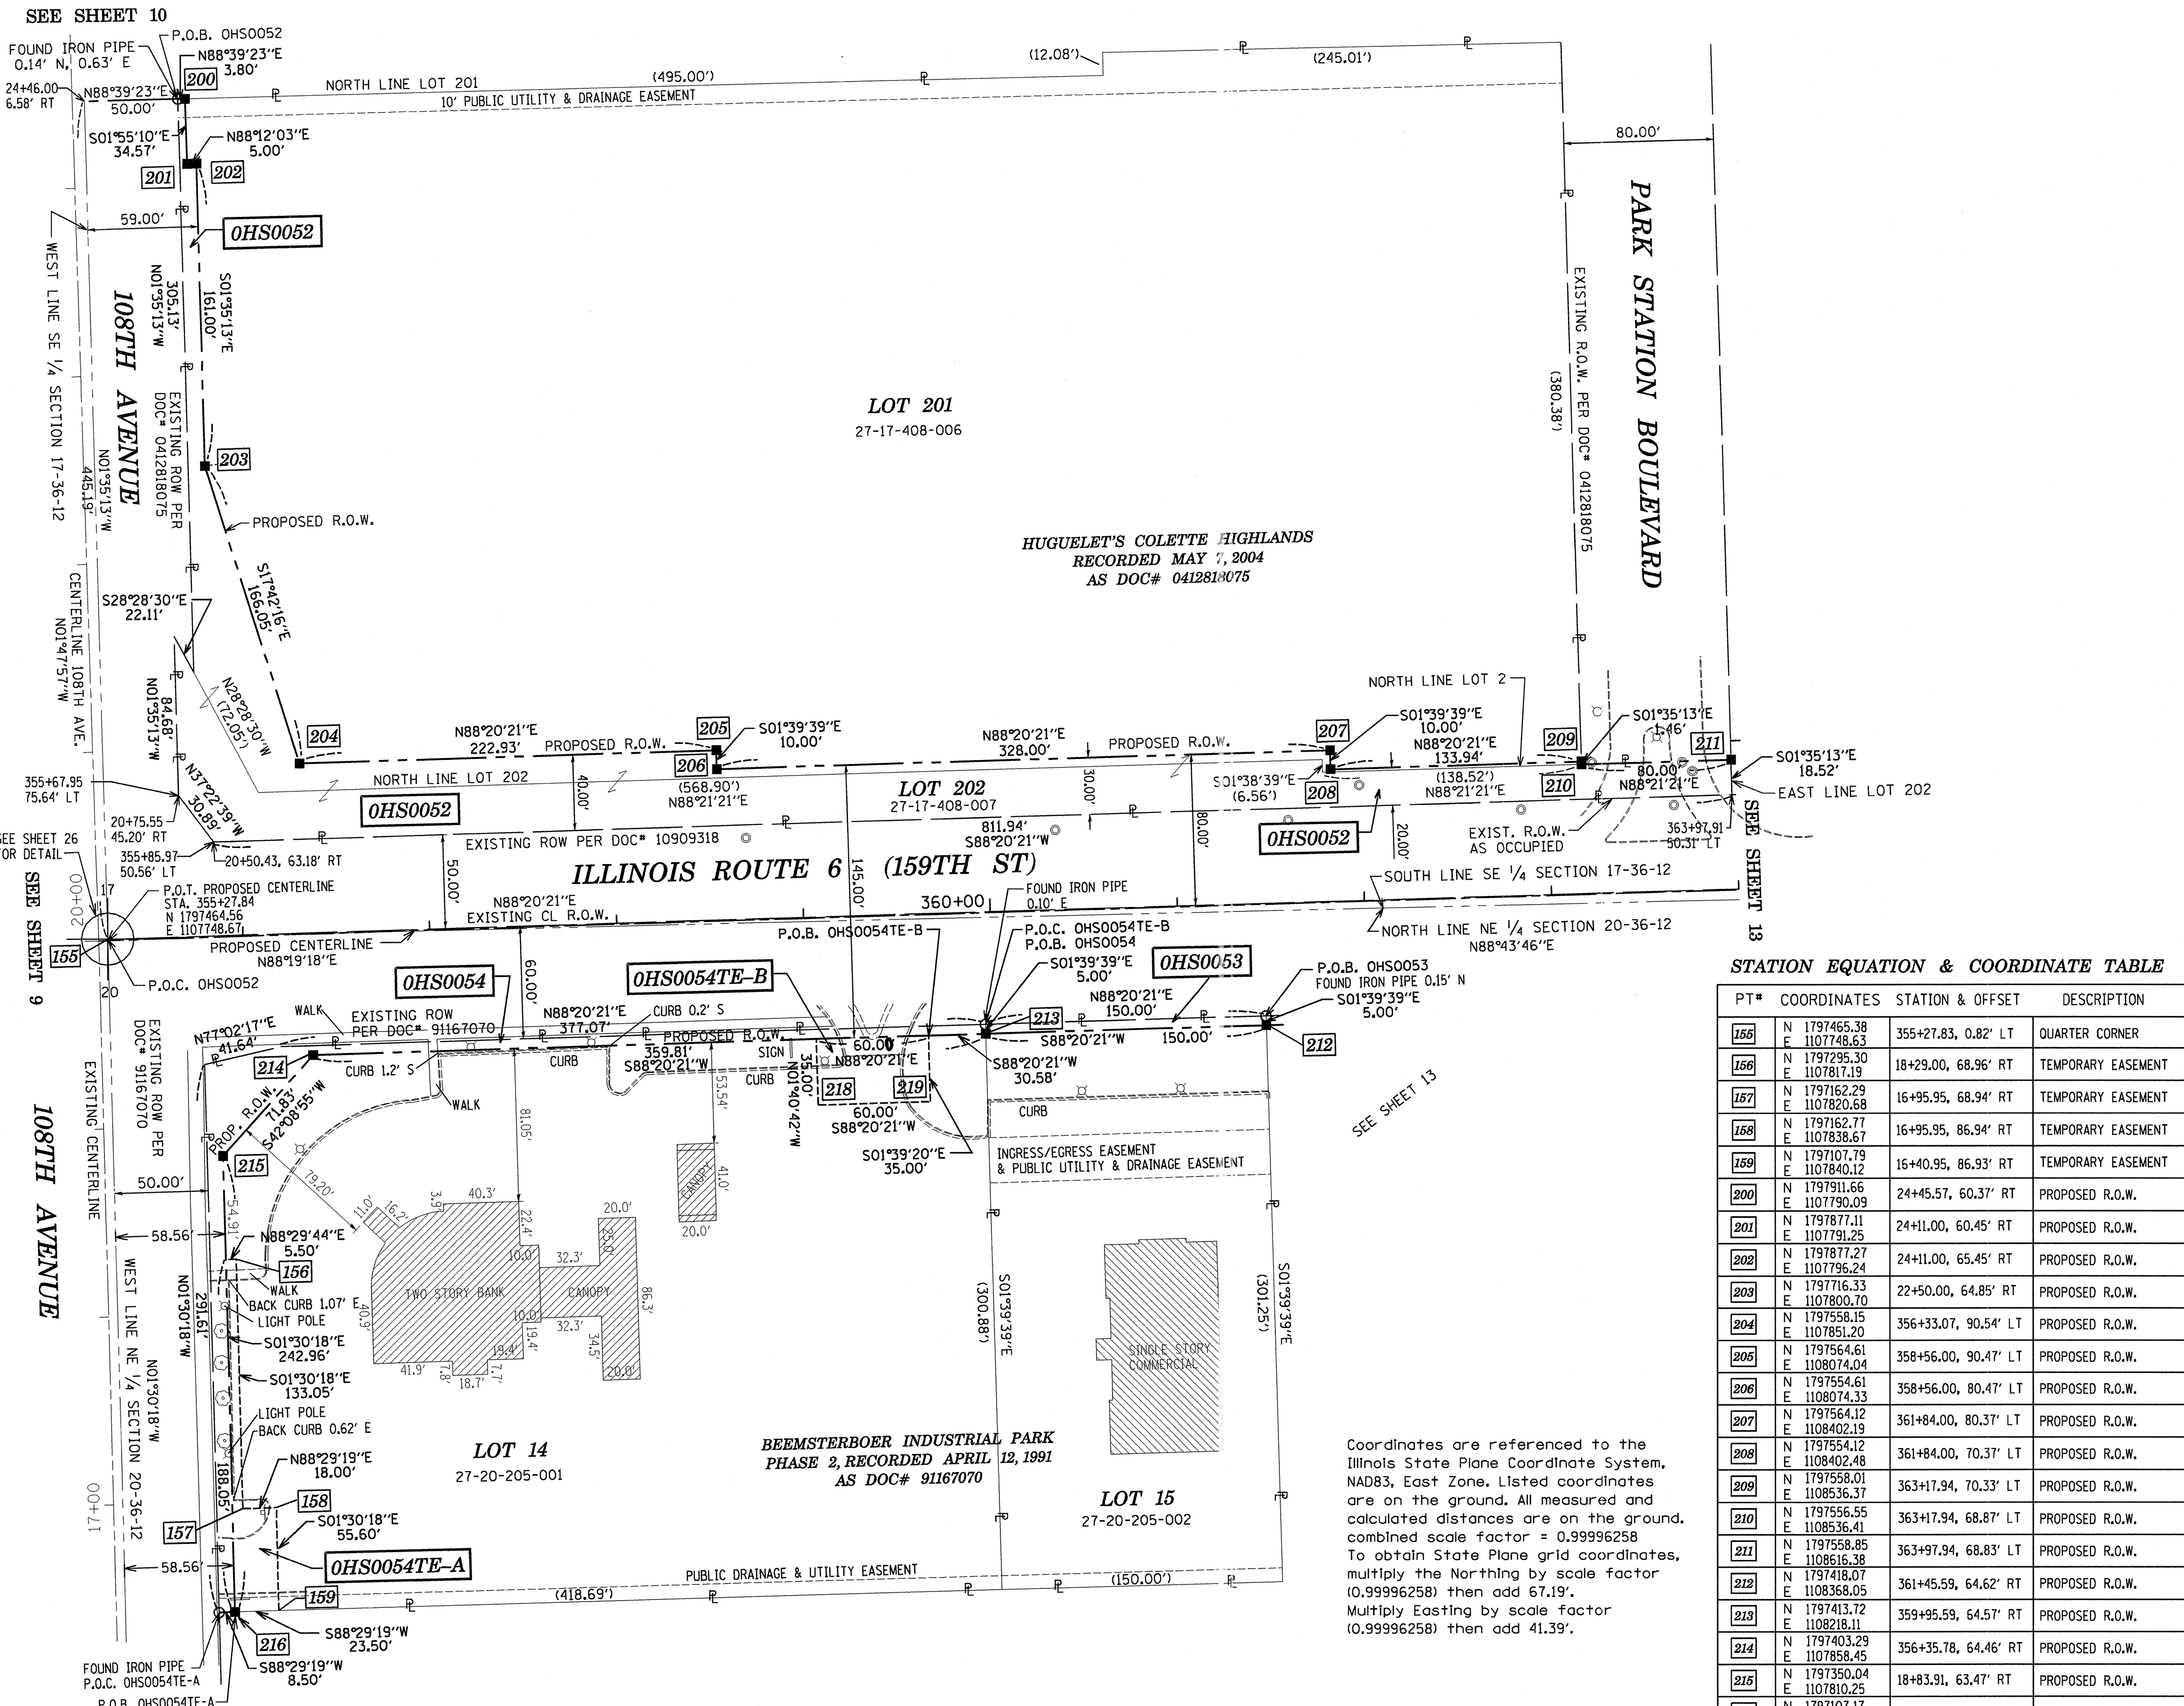 SEE SHEET 10
P.O.B. OHS0052
FOUND IRON PIPE
0.14' N, 0.63' E
N88°39'23"E
3.80'
200
24+46.00
6.58' RT
N88°39'23"E
50.00'
NORTH LINE LOT 201
(495.00')
(12.08')
(245.01')
10' PUBLIC UTILITY & DRAINAGE EASEMENT
S01°55'10"E
34.57'
N88°12'03"E
5.00'
201
202
80.00'
59.00'
0HS0052
WEST LINE SE 1/4 SECTION 17-36-12
108TH AVENUE
305.13'
N01°35'13"W
S01°35'13"E
161.00'
EXISTING ROW PER
DOC# 0412818075
N01°35'13"W
445.19'
PARK STATION BOULEVARD
EXISTING R.O.W. PER DOC# 0412818075
(380.38')
LOT 201
27-17-408-006
203
PROPOSED R.O.W.
S17°42'16"E
166.05'
HUGUELET'S COLETTE HIGHLANDS
RECORDED MAY 7, 2004
AS DOC# 0412818075
CENTERLINE 108TH AVE.
N01°47'57"W
S28°28'30"E
22.11'
84.68'
N01°35'13"W
N28°28'30"W
(72.05')
NORTH LINE LOT 2
204
N88°20'21"E
222.93'
PROPOSED R.O.W.
205
S01°39'39"E
10.00'
206
N88°20'21"E
328.00'
PROPOSED R.O.W.
207
S01°39'39"E
10.00'
N88°20'21"E
133.94'
209
S01°35'13"E
1.46'
211
S01°35'13"E
18.52'
NORTH LINE LOT 202
40.00'
(568.90')
N88°21'21"E
LOT 202
27-17-408-007
30.00'
S01°38'39"E
(6.56')
208
(138.52')
N88°21'21"E
210
80.00'
N88°21'21"E
EAST LINE LOT 202
355+67.95
75.64' LT
N37°22'39"W
30.89'
0HS0052
20+75.55
45.20' RT
355+85.97
50.56' LT
20+50.43, 63.18' RT
EXISTING ROW PER DOC# 10909318
811.94'
S88°20'21"W
0HS0052
80.00'
20.00'
EXIST. R.O.W.
AS OCCUPIED
363+97.91
50.31' LT
SEE SHEET 13
SEE SHEET 26
FOR DETAIL
SEE SHEET 9
20+00
17
P.O.T. PROPOSED CENTERLINE
STA. 355+27.84
N 1797464.56
E 1107748.67
50.00'
145.00'
ILLINOIS ROUTE 6 (159TH ST)
N88°20'21"E
EXISTING CL R.O.W.
360+00
FOUND IRON PIPE
0.10' E
SOUTH LINE SE 1/4 SECTION 17-36-12
NORTH LINE NE 1/4 SECTION 20-36-12
N88°43'46"E
155
PROPOSED CENTERLINE
N88°19'18"E
P.O.C. OHS0052
20
P.O.B. OHS0054TE-B
P.O.C. OHS0054TE-B
P.O.B. OHS0054
S01°39'39"E
5.00'
0HS0054
60.00'
0HS0054TE-B
0HS0053
P.O.B. OHS0053
FOUND IRON PIPE 0.15' N
S01°39'39"E
5.00'
WALK
EXISTING ROW
PER DOC# 91167070
N88°20'21"E
377.07'
CURB 0.2' S
N88°20'21"E
150.00'
N77°02'17"E
41.64'
EXISTING ROW PER
DOC# 91167070
EXISTING CENTERLINE
214
CURB 1.2' S
CURB
359.81'
S88°20'21"W
PROPOSED R.O.W.
SIGN
CURB
60.00
N88°20'21"E
213
S88°20'21"W
150.00'
212
S88°20'21"W
30.58'
35.00'
N01°40'42"W
218
219
60.00'
S88°20'21"W
WALK
CURB
S01°39'20"E
35.00'
INGRESS/EGRESS EASEMENT
& PUBLIC UTILITY & DRAINAGE EASEMENT
SEE SHEET 13
PROP. R.O.W.
71.83'
S42°08'55"W
215
81.05'
53.54'
CANOPY
41.0'
20.0'
108TH AVENUE
50.00'
58.56'
54.91'
79.20'
11.0'
16.2'
3.9'
40.3'
22.4'
10.0'
32.3'
20.0'
25.0'
N88°29'44"E
5.50'
156
WALK
BACK CURB 1.07' E
LIGHT POLE
TWO STORY BANK
CANOPY
86.3'
40.9'
10.0'
32.3'
19.4'
34.5'
19.4'
41.9'
7.8'
18.7'
7.7'
20.0'
S01°39'39"E
(300.88')
S01°39'39"E
(301.25')
SINGLE STORY
COMMERCIAL
WEST LINE NE 1/4 SECTION 20-36-12
N01°30'18"W
291.61'
N01°30'18"W
S01°30'18"E
242.96'
S01°30'18"E
133.05'
LIGHT POLE
BACK CURB 0.62' E
188.05'
N88°29'19"E
18.00'
158
157
S01°30'18"E
55.60'
17+00
58.56'
0HS0054TE-A
LOT 14
27-20-205-001
BEEMSTERBOER INDUSTRIAL PARK
PHASE 2, RECORDED APRIL 12, 1991
AS DOC# 91167070
LOT 15
27-20-205-002
PUBLIC DRAINAGE & UTILITY EASEMENT
(418.69')
(150.00')
159
S88°29'19"W
23.50'
216
S88°29'19"W
8.50'
FOUND IRON PIPE
P.O.C. OHS0054TE-A
P.O.B. OHS0054TE-A
Coordinates are referenced to the
Illinois State Plane Coordinate System,
NAD83, East Zone. Listed coordinates
are on the ground. All measured and
calculated distances are on the ground.
combined scale factor = 0.99996258
To obtain State Plane grid coordinates,
multiply the Northing by scale factor
(0.99996258) then add 67.19'.
Multiply Easting by scale factor
(0.99996258) then add 41.39'.
STATION EQUATION & COORDINATE TABLE
PT# COORDINATES STATION & OFFSET DESCRIPTION
155 N 1797465.38 E 1107748.63 355+27.83, 0.82' LT QUARTER CORNER
156 N 1797295.30 E 1107817.19 18+29.00, 68.96' RT TEMPORARY EASEMENT
157 N 1797162.29 E 1107820.68 16+95.95, 68.94' RT TEMPORARY EASEMENT
158 N 1797162.77 E 1107838.67 16+95.95, 86.94' RT TEMPORARY EASEMENT
159 N 1797107.79 E 1107840.12 16+40.95, 86.93' RT TEMPORARY EASEMENT
200 N 1797911.66 E 1107790.09 24+45.57, 60.37' RT PROPOSED R.O.W.
201 N 1797877.11 E 1107791.25 24+11.00, 60.45' RT PROPOSED R.O.W.
202 N 1797877.27 E 1107796.24 24+11.00, 65.45' RT PROPOSED R.O.W.
203 N 1797716.33 E 1107800.70 22+50.00, 64.85' RT PROPOSED R.O.W.
204 N 1797558.15 E 1107851.20 356+33.07, 90.54' LT PROPOSED R.O.W.
205 N 1797564.61 E 1108074.04 358+56.00, 90.47' LT PROPOSED R.O.W.
206 N 1797554.61 E 1108074.33 358+56.00, 80.47' LT PROPOSED R.O.W.
207 N 1797564.12 E 1108402.19 361+84.00, 80.37' LT PROPOSED R.O.W.
208 N 1797554.12 E 1108402.48 361+84.00, 70.37' LT PROPOSED R.O.W.
209 N 1797558.01 E 1108536.37 363+17.94, 70.33' LT PROPOSED R.O.W.
210 N 1797556.55 E 1108536.41 363+17.94, 68.87' LT PROPOSED R.O.W.
211 N 1797558.85 E 1108616.38 363+97.94, 68.83' LT PROPOSED R.O.W.
212 N 1797418.07 E 1108368.05 361+45.59, 64.62' RT PROPOSED R.O.W.
213 N 1797413.72 E 1108218.11 359+95.59, 64.57' RT PROPOSED R.O.W.
214 N 1797403.29 E 1107858.45 356+35.78, 64.46' RT PROPOSED R.O.W.
215 N 1797350.04 E 1107810.25 18+83.91, 63.47' RT PROPOSED R.O.W.
N 1797107.17